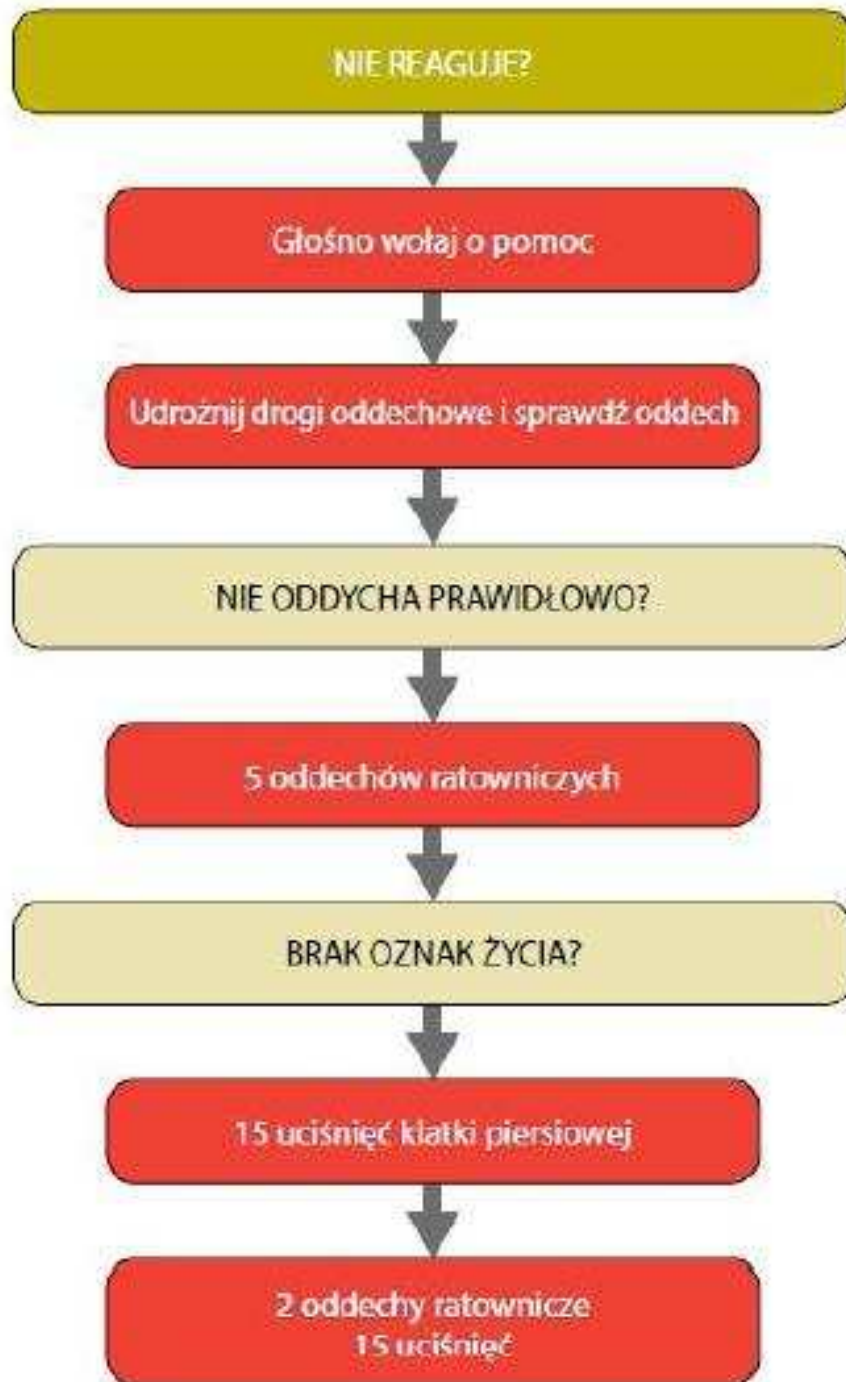 NIE REAGUJE?
Głośno wołaj o pomoc
Udrożnij drogi oddechowe i sprawdź oddech
NIE ODDYCHA PRAWIDŁOWO?
5 oddechów ratowniczych
BRAK OZNAK ŻYCIA?
15 uciśnięć klatki piersiowej
2 oddechy ratownicze
15 uciśnięć